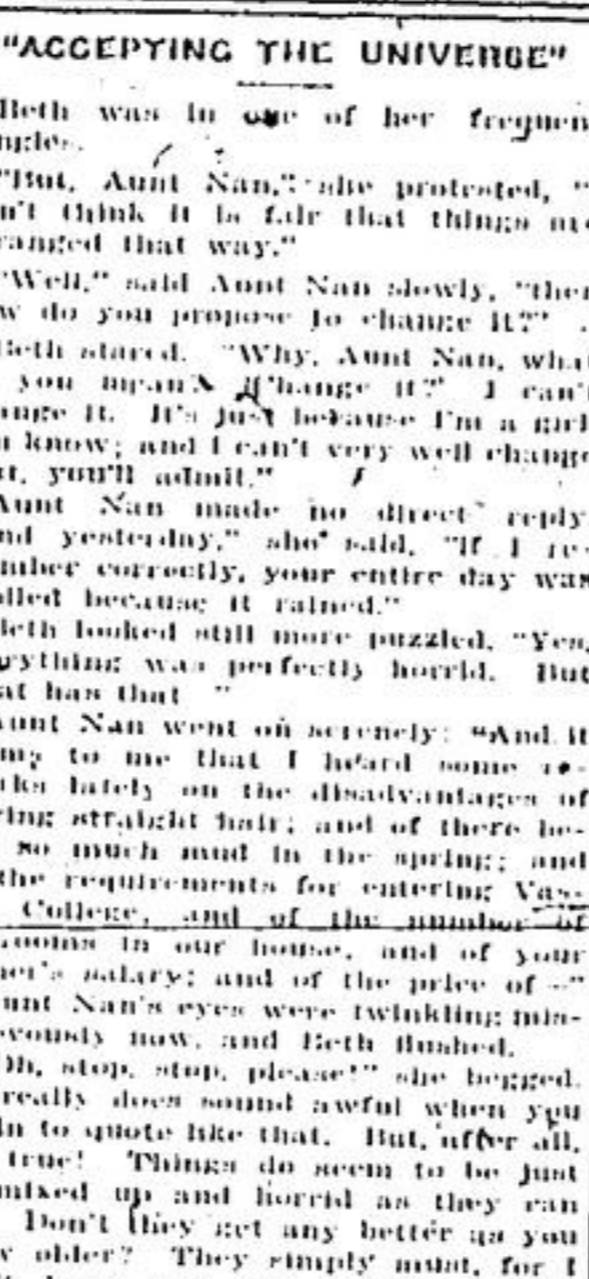 "ACCEPTING THE UNIVERSE"
Beth was in one of her frequen
ngles.
"But, Aunt Nan," she protested, "
n't think it is fair that things are
ranged that way."
"Well," said Aunt Nan slowly, "then
w do you propose to change it?"
Beth stared. "Why, Aunt Nan, what
you mean? 'Change it?' I can't
ange it. It's just because I'm a girl
u know; and I can't very well change
at, you'll admit."
Aunt Nan made no direct reply
nd yesterday," she said, "if I re-
mber correctly, your entire day was
oiled because it rained."
Beth looked still more puzzled. "Yes,
erything was perfectly horrid. But
at has that "
Aunt Nan went on serenely: "And it
ems to me that I heard some re-
rks lately on the disadvantages of
ving straight hair; and of there be-
so much mud in the spring; and
the requirements for entering Vas-
College, and of the number of
rooms in our house, and of your
her's salary; and of the price of--"
unt Nan's eyes were twinkling mis-
evously now, and Beth flushed.
Oh, stop, stop, please!" she begged.
really does sound awful when you
in to quote like that. But, after all,
true! Things do seem to be just
mixed up and horrid as they can
Don't they get any better as you
w older? They simply must, for I